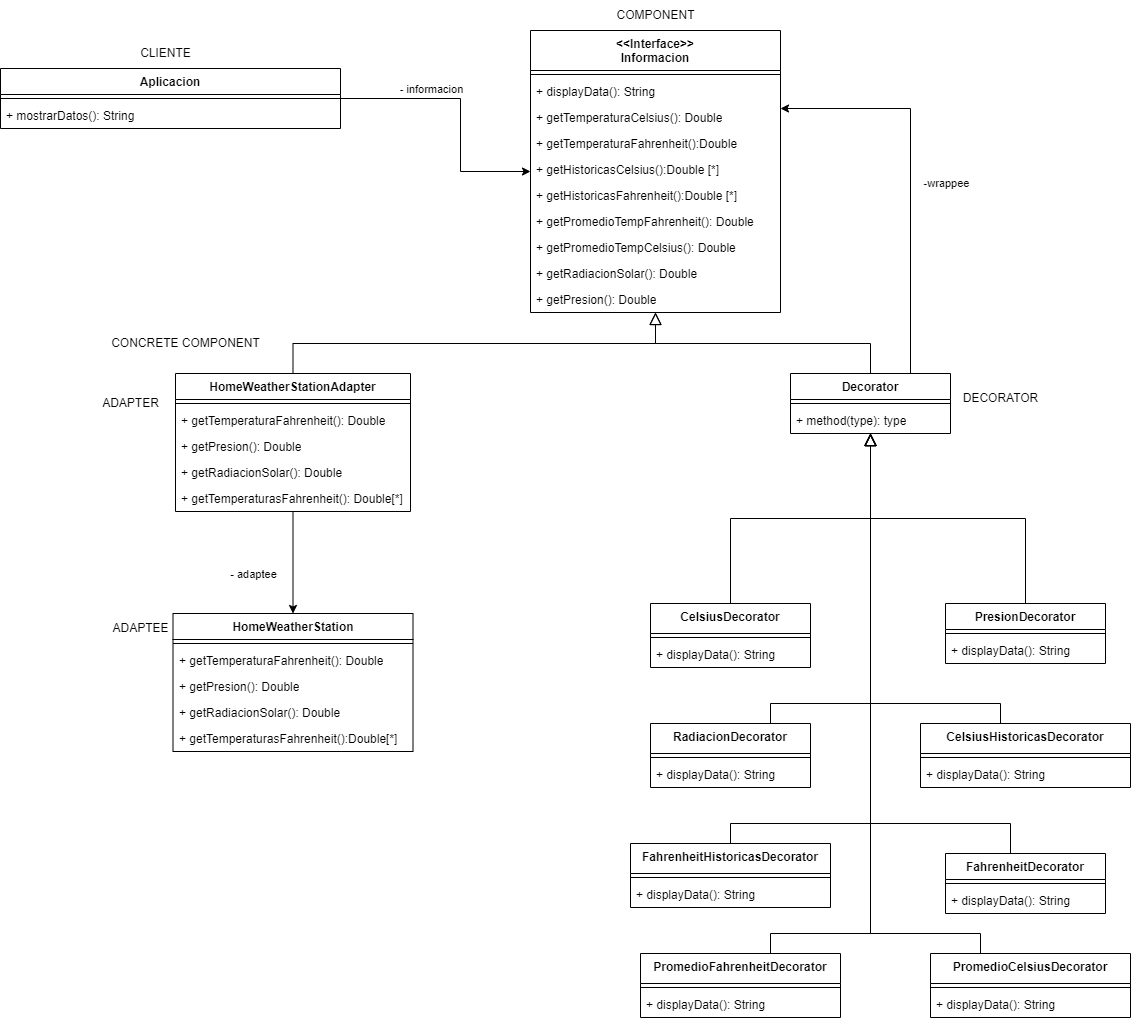 COMPONENT
<<Interface>>
Informacion
+ displayData(): String
+ getTemperaturaCelsius(): Double
+ getTemperaturaFahrenheit():Double
+ getHistoricasCelsius():Double [*]
+ getHistoricasFahrenheit():Double [*]
+ getPromedioTempFahrenheit(): Double
+ getPromedioTempCelsius(): Double
+ getRadiacionSolar(): Double
+ getPresion(): Double
CLIENTE
Aplicacion
+ mostrarDatos(): String
- informacion
-wrappee
CONCRETE COMPONENT
ADAPTER
HomeWeatherStationAdapter
+ getTemperaturaFahrenheit(): Double
+ getPresion(): Double
+ getRadiacionSolar(): Double
+ getTemperaturasFahrenheit(): Double[*]
Decorator
+ method(type): type
DECORATOR
- adaptee
ADAPTEE
HomeWeatherStation
+ getTemperaturaFahrenheit(): Double
+ getPresion(): Double
+ getRadiacionSolar(): Double
+ getTemperaturasFahrenheit():Double[*]
CelsiusDecorator
+ displayData(): String
PresionDecorator
+ displayData(): String
RadiacionDecorator
+ displayData(): String
CelsiusHistoricasDecorator
+ displayData(): String
FahrenheitHistoricasDecorator
+ displayData(): String
FahrenheitDecorator
+ displayData(): String
PromedioFahrenheitDecorator
+ displayData(): String
PromedioCelsiusDecorator
+ displayData(): String